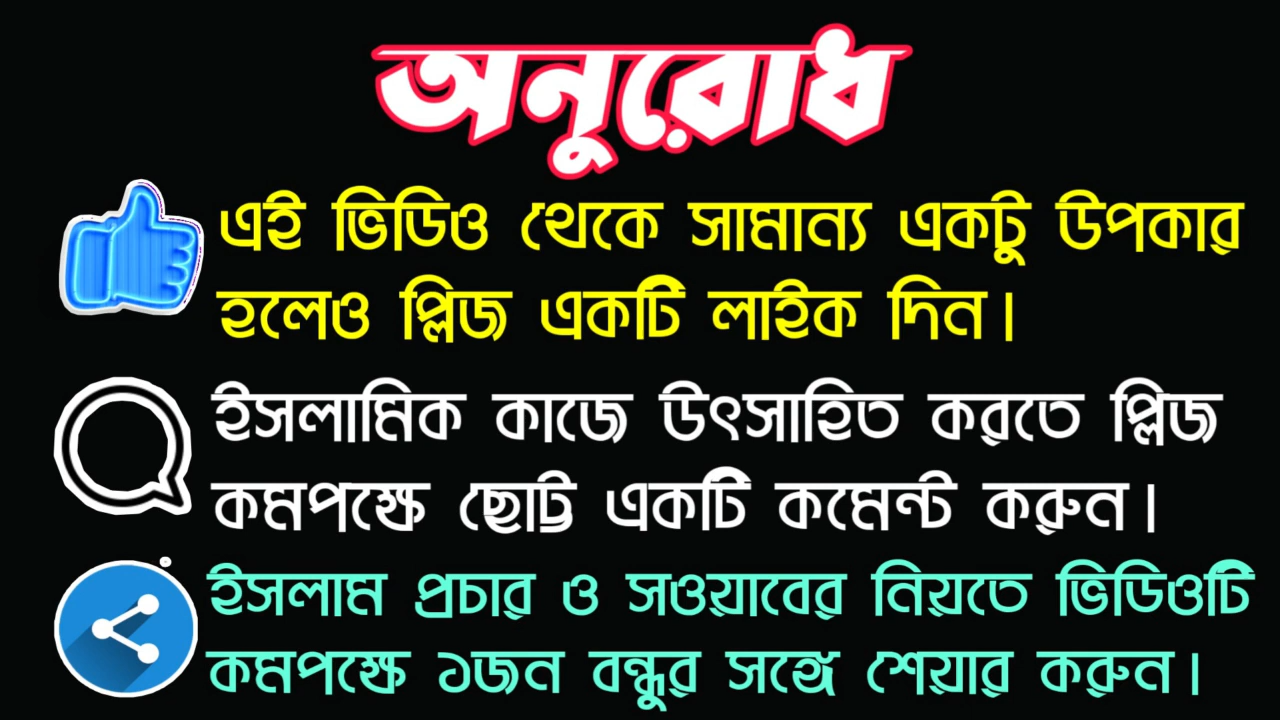 অনুরোধ
এই ভিডিও থেকে সামান্য একটু উপকার
হলেও প্লিজ একটি লাইক দিন।
ইসলামিক কাজে উৎসাহিত করতে প্লিজ
কমপক্ষে ছোট্ট একটি কমেন্ট করুন।
ইসলাম প্রচার ও সওয়াবের নিয়তে ভিডিওটি
কমপক্ষে ১জন বন্ধুর সঙ্গে শেয়ার করুন।